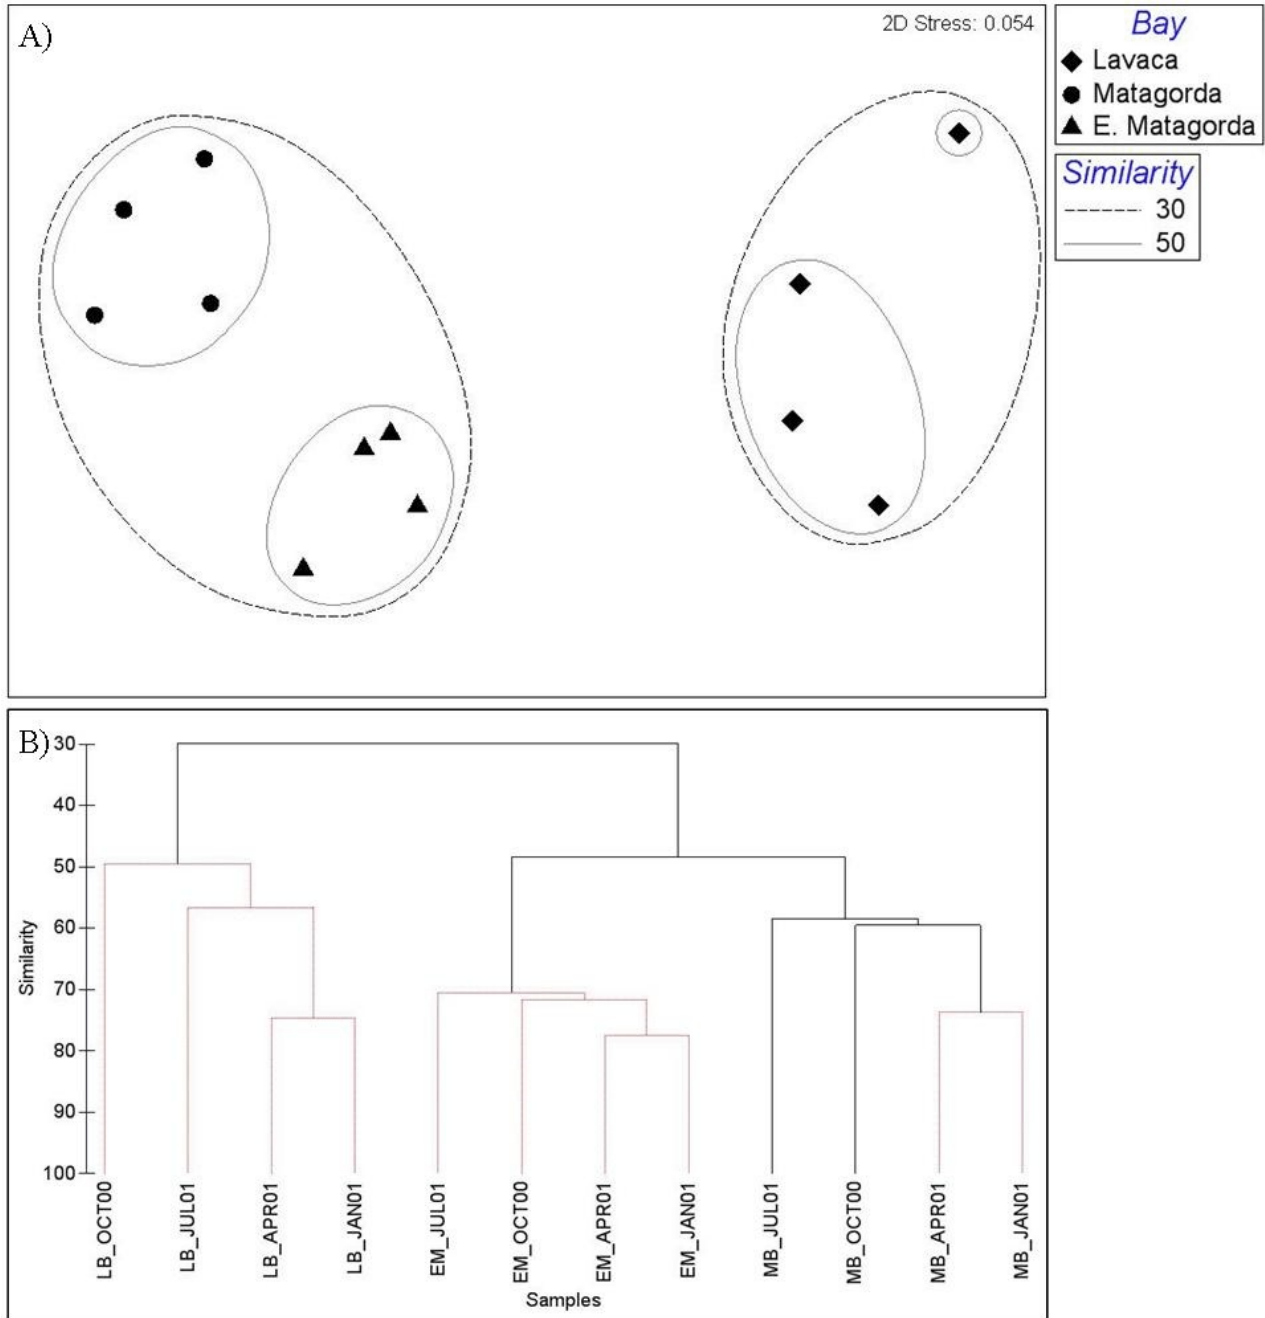 A)
2D Stress: 0.054
Bay
Lavaca
Matagorda
E. Matagorda
Similarity
30
50
B)
30
40
50
60
70
80
90
100
Similarity
LB_OCT00
LB_JUL01
LB_APR01
LB_JAN01
EM_JUL01
EM_OCT00
EM_APR01
EM_JAN01
MB_JUL01
MB_OCT00
MB_APR01
MB_JAN01
Samples